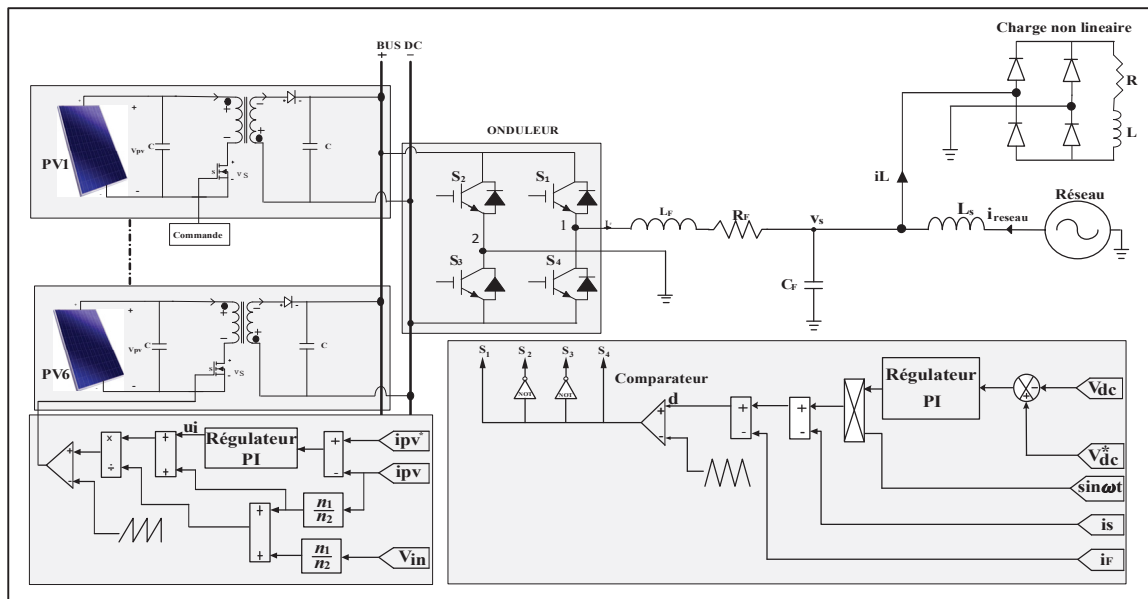 BUS DC
+ −
Charge non lineaire
R
L
PV1
Vpv
C
C
S
vS
Commande
ONDULEUR
S2
S1
2
1
S3
S4
LF
RF
vs
CF
iL
Ls
ireseau
Réseau
PV6
Vpv
C
C
S
vS
S1
S2
S3
S4
NOT
NOT
Comparateur
d
Régulateur
PI
Vdc
V*dc
sinωt
is
iF
ui
Régulateur
PI
ipv*
ipv
n1
n2
n1
n2
Vin